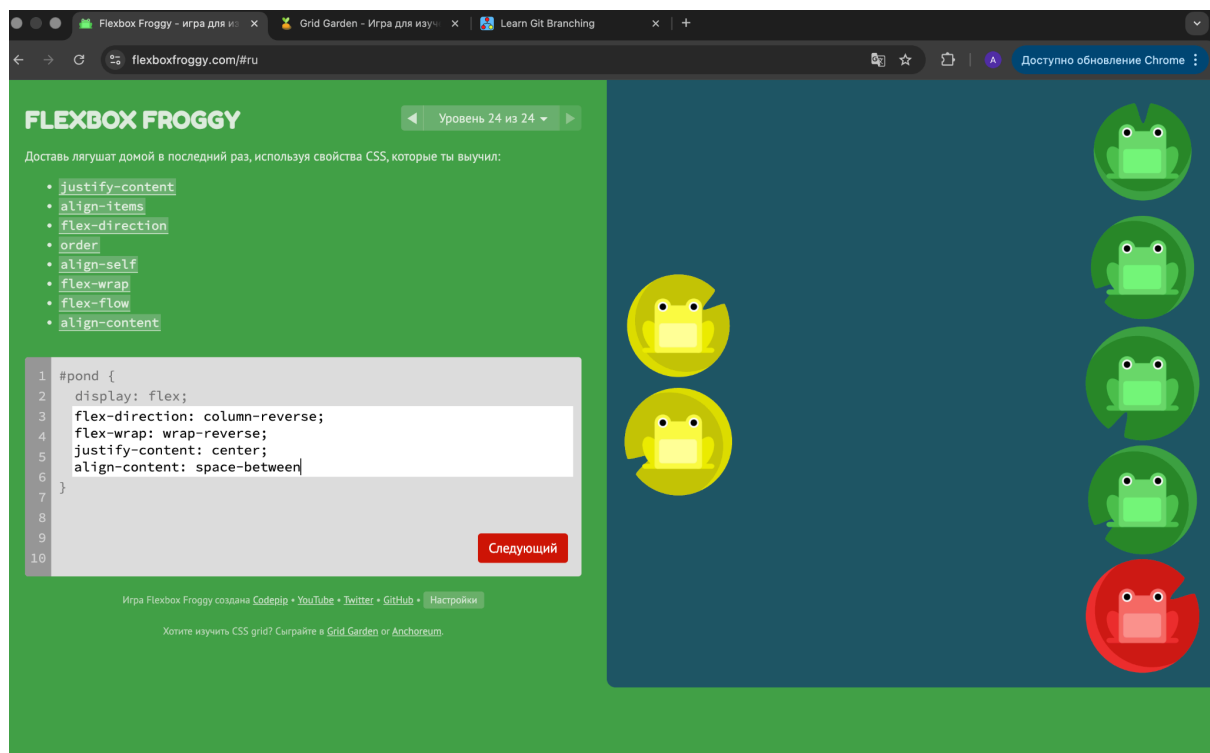 Flexbox Froggy - игра для из
Grid Garden - Игра для изуч
Learn Git Branching
flexboxfroggy.com/#ru
A
Доступно обновление Chrome
FLEXBOX FROGGY
Уровень 24 из 24
Доставь лягушат домой в последний раз, используя свойства CSS, которые ты выучил:
• justify-content
• align-items
• flex-direction
• order
• align-self
• flex-wrap
• flex-flow
• align-content
1 #pond {
2 display: flex;
3 flex-direction: column-reverse;
4 flex-wrap: wrap-reverse;
5 justify-content: center;
6 align-content: space-between
7 }
8
9
10
Следующий
Игра Flexbox Froggy создана Codepip • YouTube • Twitter • GitHub • Настройки
Хотите изучить CSS grid? Сыграйте в Grid Garden or Anchoreum.